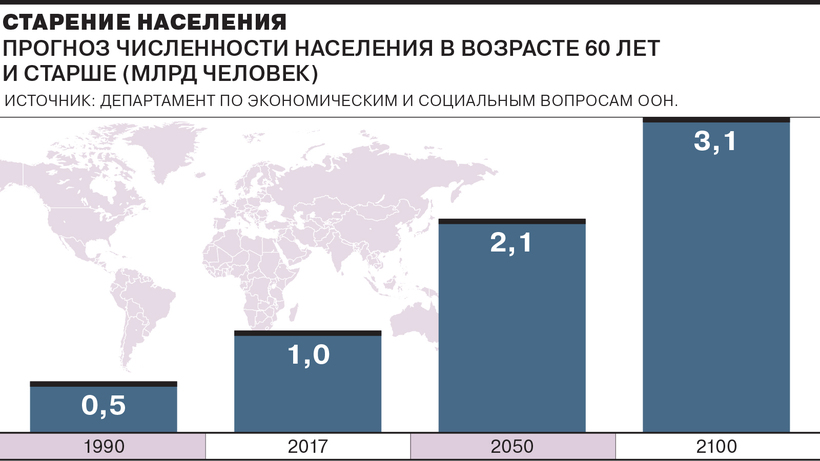 СТАРЕНИЕ НАСЕЛЕНИЯ
ПРОГНОЗ ЧИСЛЕННОСТИ НАСЕЛЕНИЯ В ВОЗРАСТЕ 60 ЛЕТ
И СТАРШЕ (МЛРД ЧЕЛОВЕК)
ИСТОЧНИК: ДЕПАРТАМЕНТ ПО ЭКОНОМИЧЕСКИМ И СОЦИАЛЬНЫМ ВОПРОСАМ ООН.
3,1
2,1
1,0
0,5
1990 2017 2050 2100